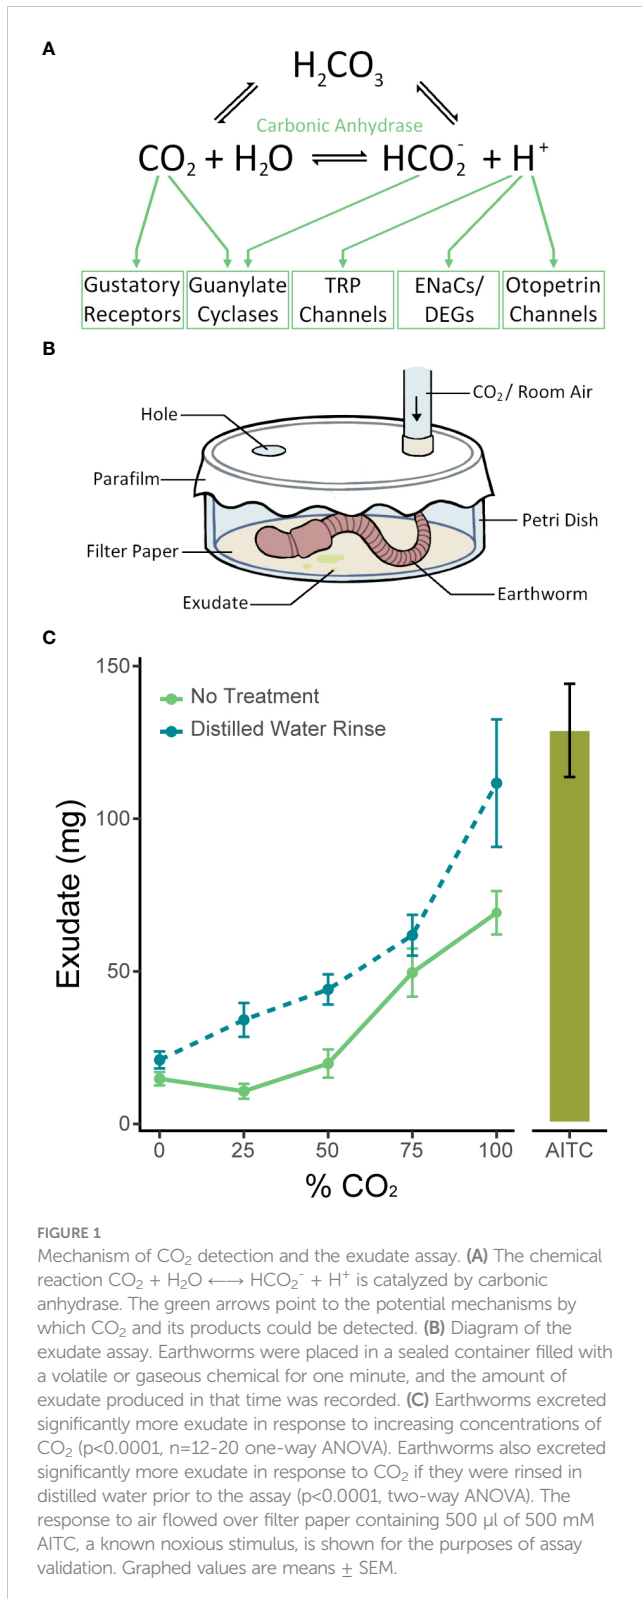 A
H₂CO₃
Carbonic Anhydrase
CO₂ + H₂O ⇌ HCO₂⁻ + H⁺
Gustatory Receptors
Guanylate Cyclases
TRP Channels
ENaCs/ DEGs
Otopetrin Channels
B
CO₂ / Room Air
Hole
Parafilm
Petri Dish
Filter Paper
Earthworm
Exudate
C
150
No Treatment
Distilled Water Rinse
100
Exudate (mg)
50
0
0 25 50 75 100 AITC
% CO₂
FIGURE 1
Mechanism of CO₂ detection and the exudate assay. (A) The chemical
reaction CO₂ + H₂O ←→ HCO₂⁻ + H⁺ is catalyzed by carbonic
anhydrase. The green arrows point to the potential mechanisms by
which CO₂ and its products could be detected. (B) Diagram of the
exudate assay. Earthworms were placed in a sealed container filled with
a volatile or gaseous chemical for one minute, and the amount of
exudate produced in that time was recorded. (C) Earthworms excreted
significantly more exudate in response to increasing concentrations of
CO₂ (p<0.0001, n=12-20 one-way ANOVA). Earthworms also excreted
significantly more exudate in response to CO₂ if they were rinsed in
distilled water prior to the assay (p<0.0001, two-way ANOVA). The
response to air flowed over filter paper containing 500 µl of 500 mM
AITC, a known noxious stimulus, is shown for the purposes of assay
validation. Graphed values are means ± SEM.